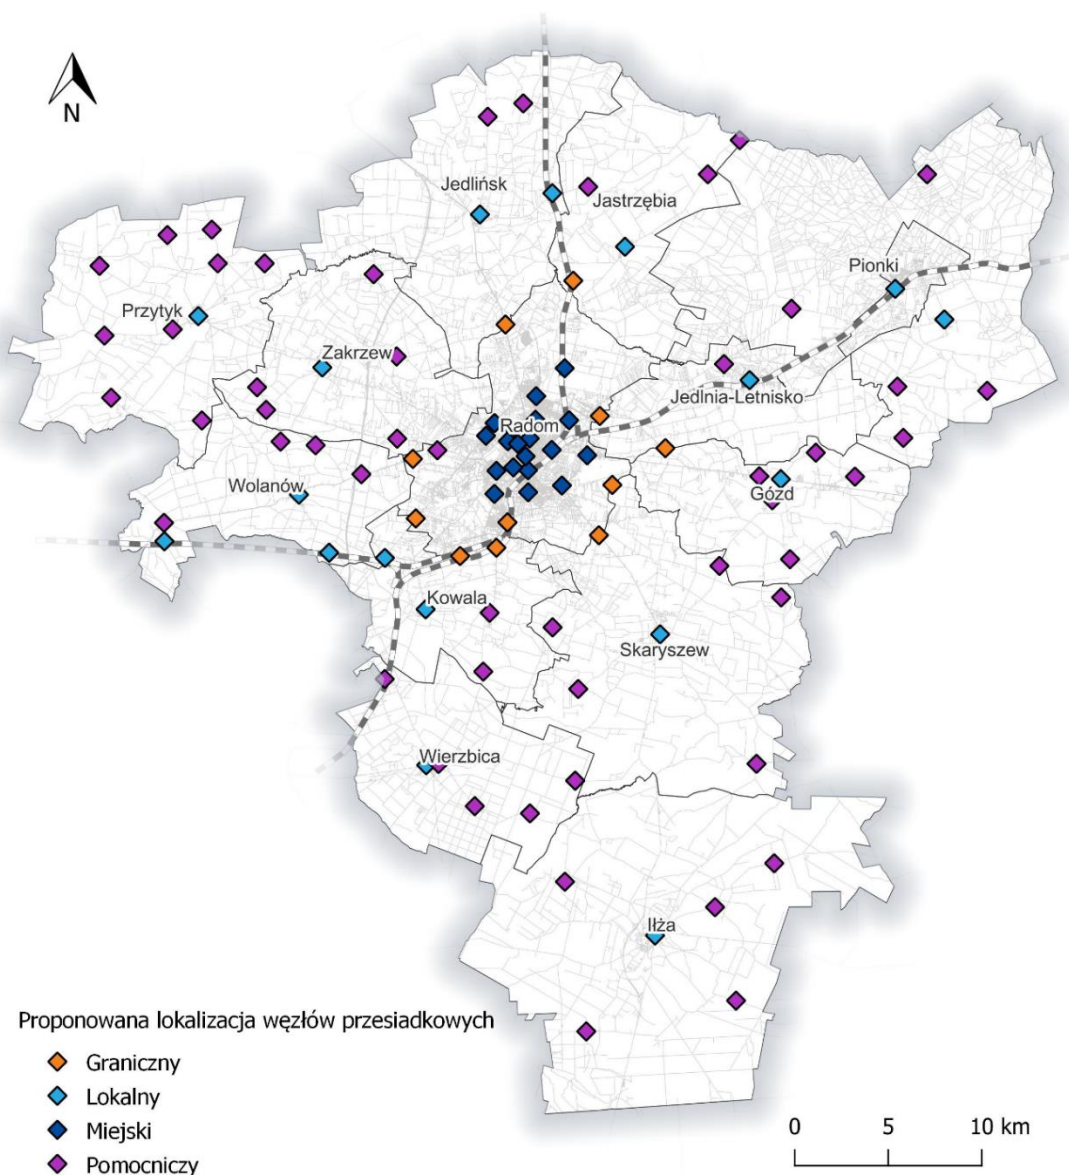 N
Jedlińsk
Jastrzębia
Pionki
Przytyk
Zakrzew
Jedlnia-Letnisko
Radom
Wolanów
Gózd
Kowala
Skaryszew
Wierzbica
Iłża
Proponowana lokalizacja węzłów przesiadkowych
Graniczny
Lokalny
Miejski
Pomocniczy
0 5 10 km